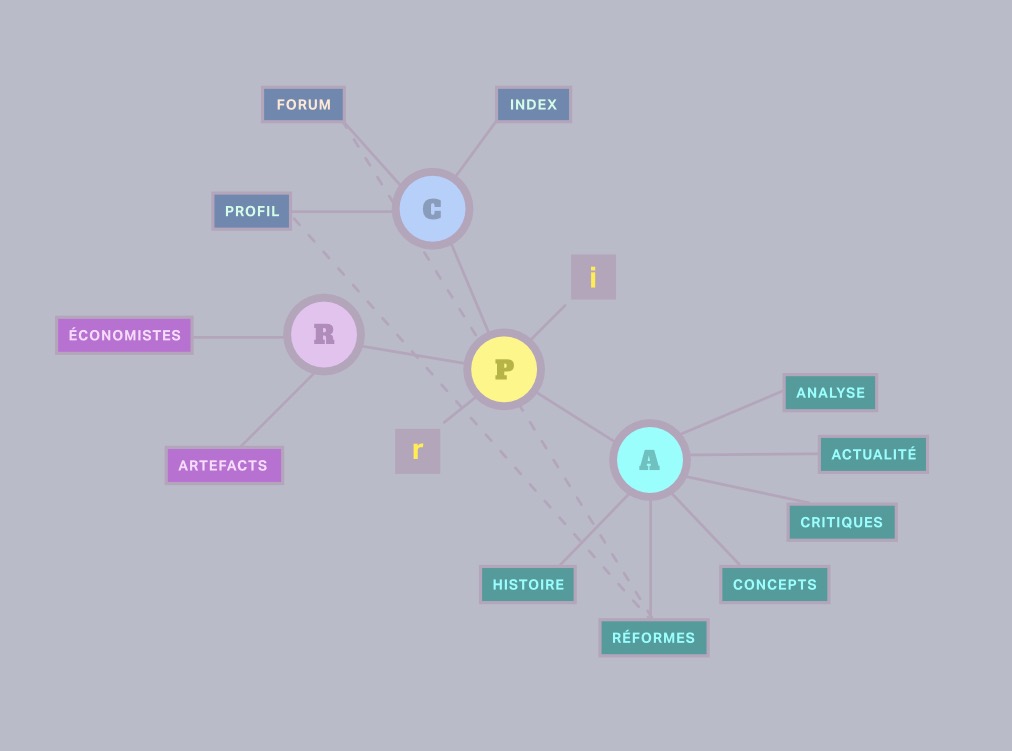 FORUM
INDEX
PROFIL
C
i
ÉCONOMISTES
R
P
ANALYSE
r
A
ACTUALITÉ
ARTEFACTS
CRITIQUES
HISTOIRE
CONCEPTS
RÉFORMES